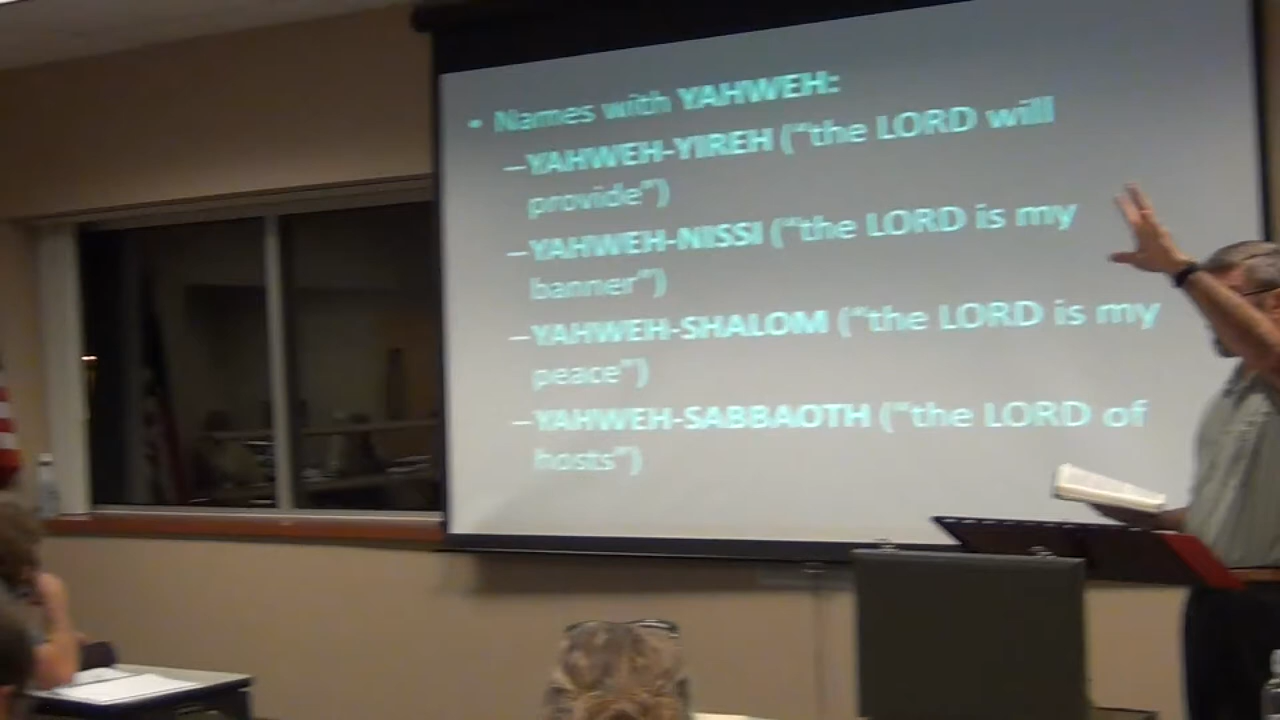 • Names with YAHWEH:
–YAHWEH-YIREH ("the LORD will
provide")
–YAHWEH-NISSI ("the LORD is my
banner")
–YAHWEH-SHALOM ("the LORD is my
peace")
–YAHWEH-SABBAOTH ("the LORD of
hosts")